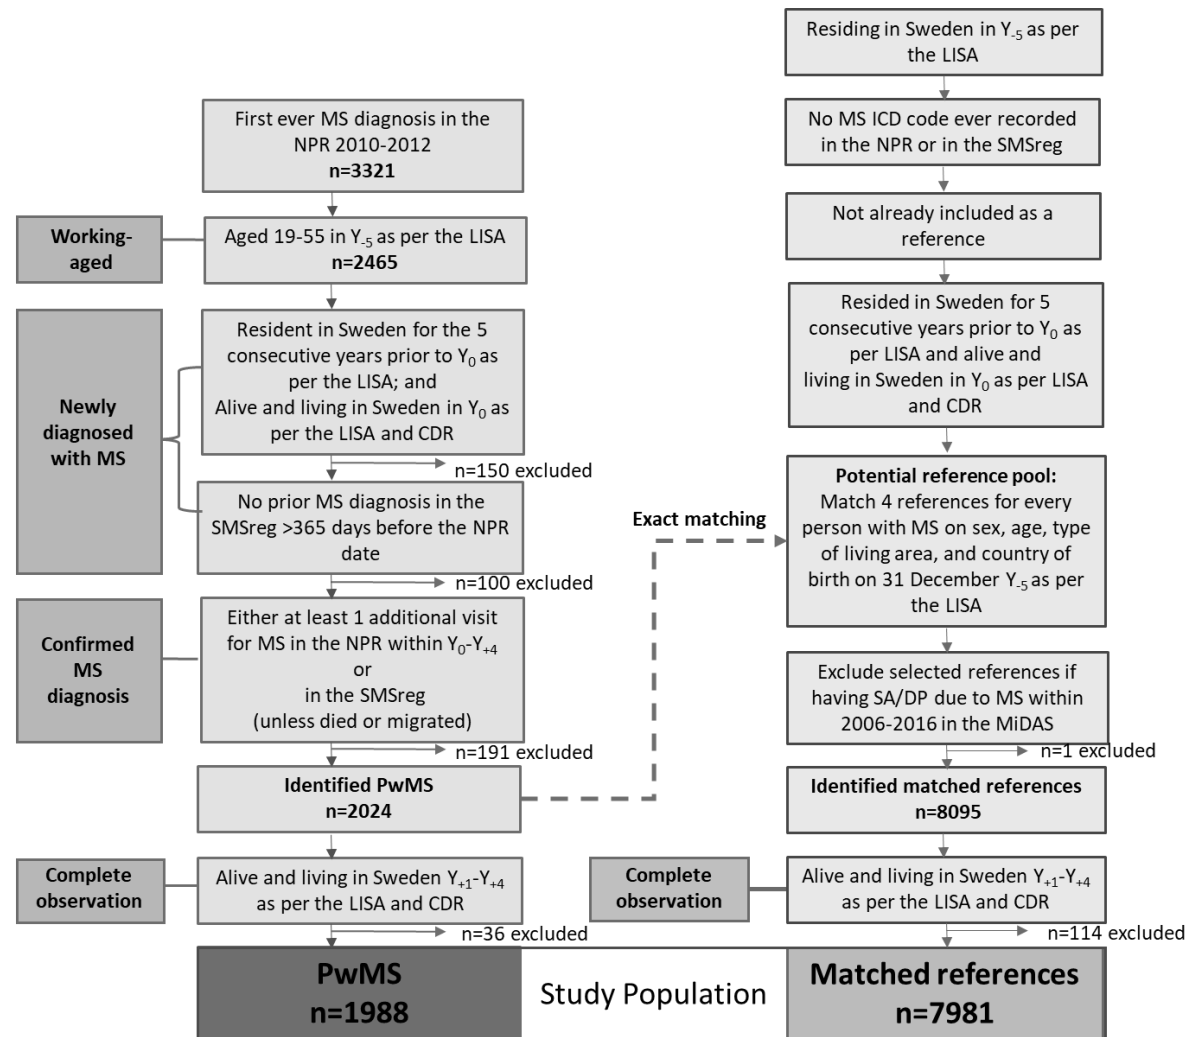 First ever MS diagnosis in the
NPR 2010-2012
n=3321
Working-
aged
Aged 19-55 in Y-5 as per the LISA
n=2465
Newly
diagnosed
with MS
Resident in Sweden for the 5
consecutive years prior to Y0 as
per the LISA; and
Alive and living in Sweden in Y0 as
per the LISA and CDR
n=150 excluded
No prior MS diagnosis in the
SMSreg >365 days before the NPR
date
n=100 excluded
Confirmed
MS
diagnosis
Either at least 1 additional visit
for MS in the NPR within Y0-Y+4
or
in the SMSreg
(unless died or migrated)
n=191 excluded
Identified PwMS
n=2024
Complete
observation
Alive and living in Sweden Y+1-Y+4
as per the LISA and CDR
n=36 excluded
PwMS
n=1988
Exact matching
Residing in Sweden in Y-5 as per
the LISA
No MS ICD code ever recorded
in the NPR or in the SMSreg
Not already included as a
reference
Resided in Sweden for 5
consecutive years prior to Y0 as
per LISA and alive and
living in Sweden in Y0 as per LISA
and CDR
Potential reference pool:
Match 4 references for every
person with MS on sex, age, type
of living area, and country of
birth on 31 December Y-5 as per
the LISA
Exclude selected references if
having SA/DP due to MS within
2006-2016 in the MiDAS
n=1 excluded
Identified matched references
n=8095
Complete
observation
Alive and living in Sweden Y+1-Y+4
as per the LISA and CDR
n=114 excluded
Study Population
Matched references
n=7981